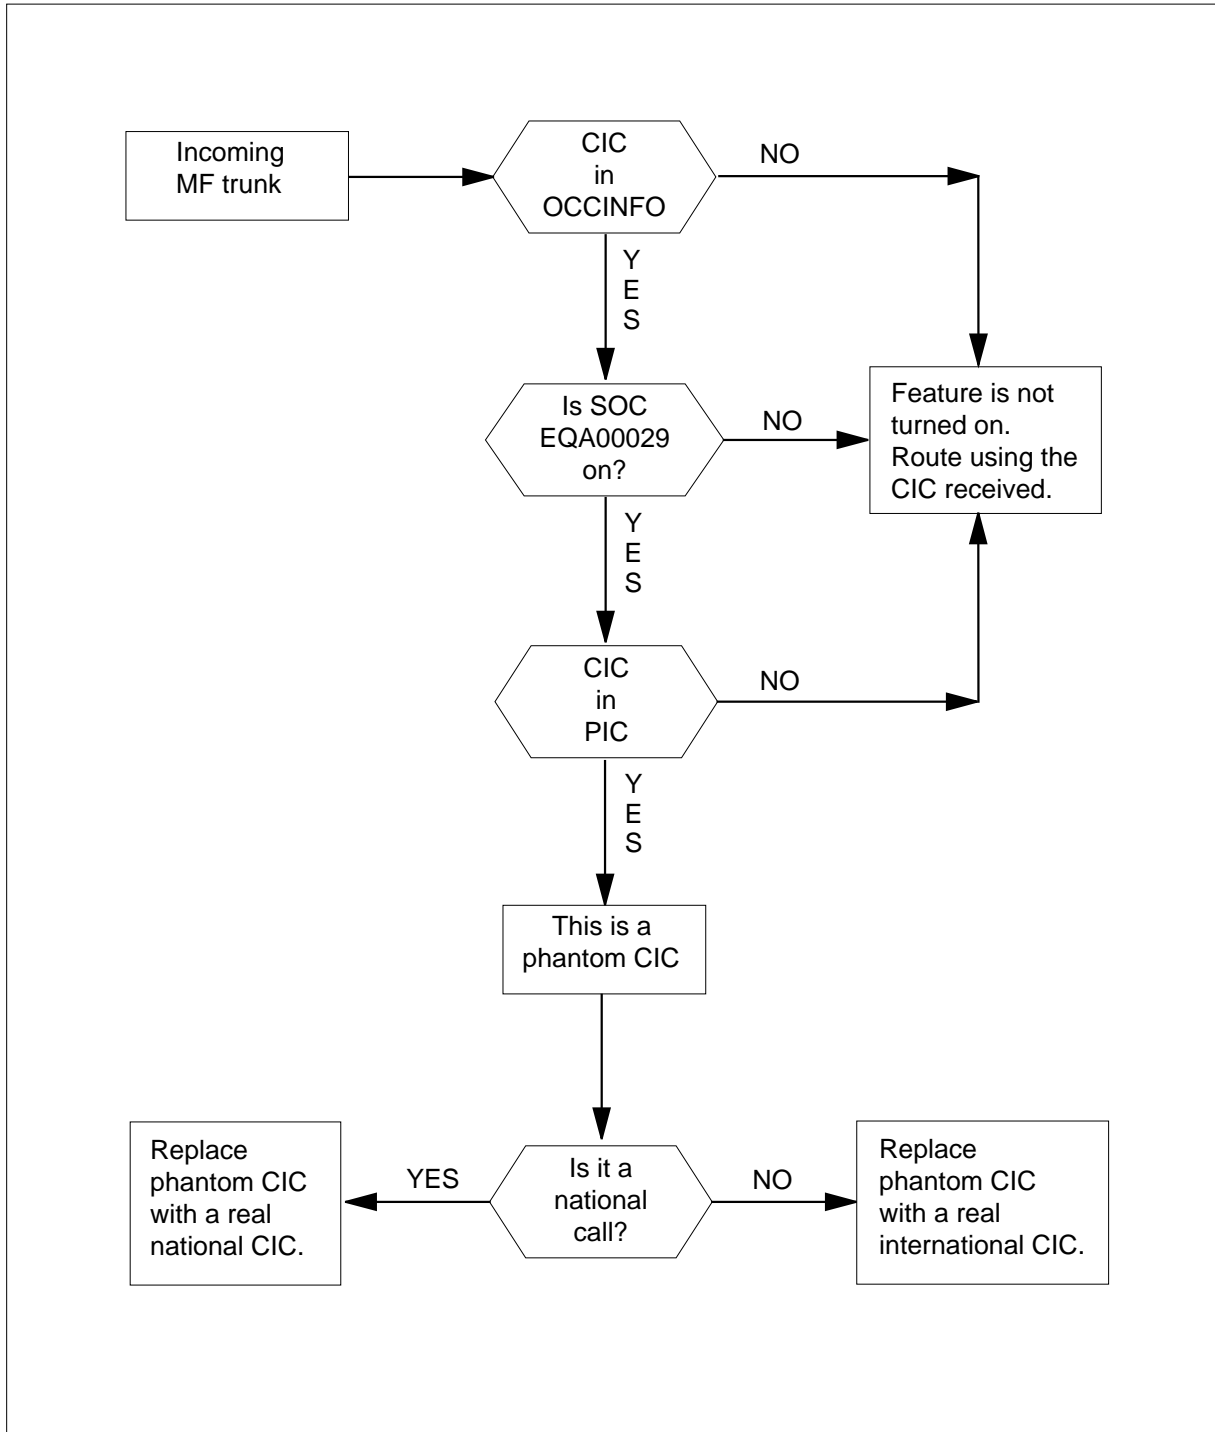 Incoming
MF trunk
CIC
in
OCCINFO
NO
Y
E
S
Is SOC
EQA00029
on?
NO
Feature is not
turned on.
Route using the
CIC received.
Y
E
S
CIC
in
PIC
NO
Y
E
S
This is a
phantom CIC
Replace
phantom CIC
with a real
national CIC.
YES
Is it a
national
call?
NO
Replace
phantom CIC
with a real
international CIC.